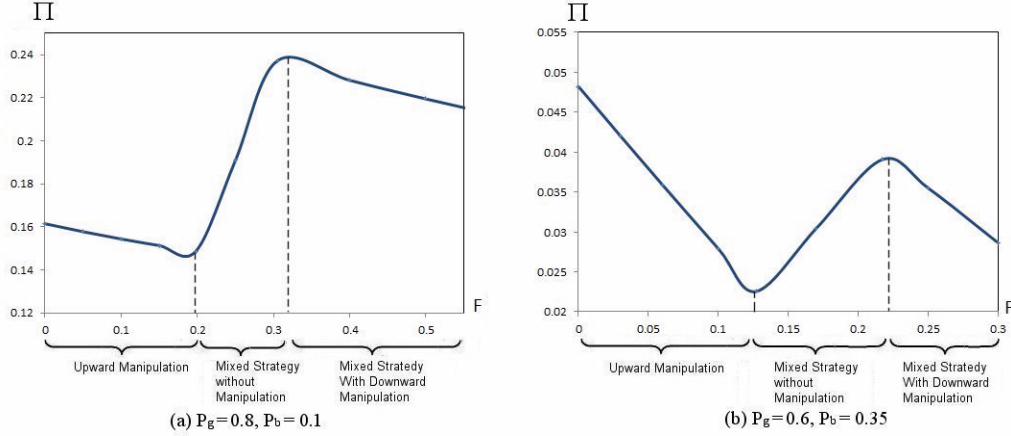 Π
0.24
0.22
0.2
0.18
0.16
0.14
0.12
0 0.1 0.2 0.3 0.4 0.5 F
Upward Manipulation
Mixed Strategy
without
Manipulation
Mixed Stratedy
With Downward
Manipulation
(a) Pg=0.8, Pb=0.1
Π
0.055
0.05
0.045
0.04
0.035
0.03
0.025
0.02
0 0.05 0.1 0.15 0.2 0.25 0.3 F
Upward Manipulation
Mixed Strategy
without
Manipulation
Mixed Strategy
With Downward
Manipulation
(b) Pg=0.6, Pb=0.35